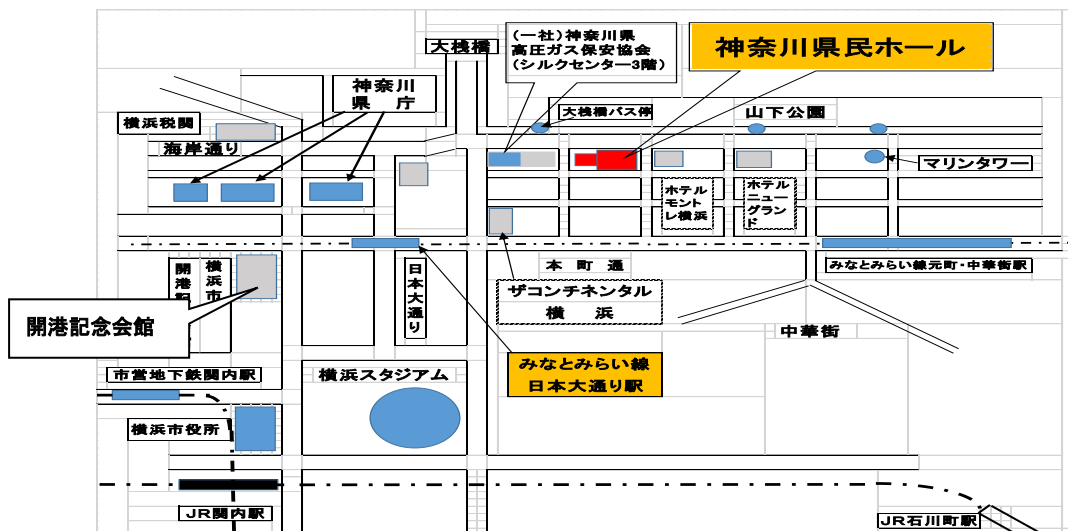 大桟橋
(一社)神奈川県
高圧ガス保安協会
(シルクセンター3階)
神奈川県民ホール
神奈川
県庁
大桟橋バス停
山下公園
横浜税関
海岸通り
マリンタワー
ホテル
モント
レ横浜
ホテル
ニュー
グラン
ド
本町通
みなとみらい線元町・中華街駅
横浜市
開港記
日本大通り
ザコンチネンタル
横浜
開港記念会館
中華街
みなとみらい線
日本大通り駅
市営地下鉄関内駅
横浜スタジアム
横浜市役所
JR関内駅
JR石川町駅